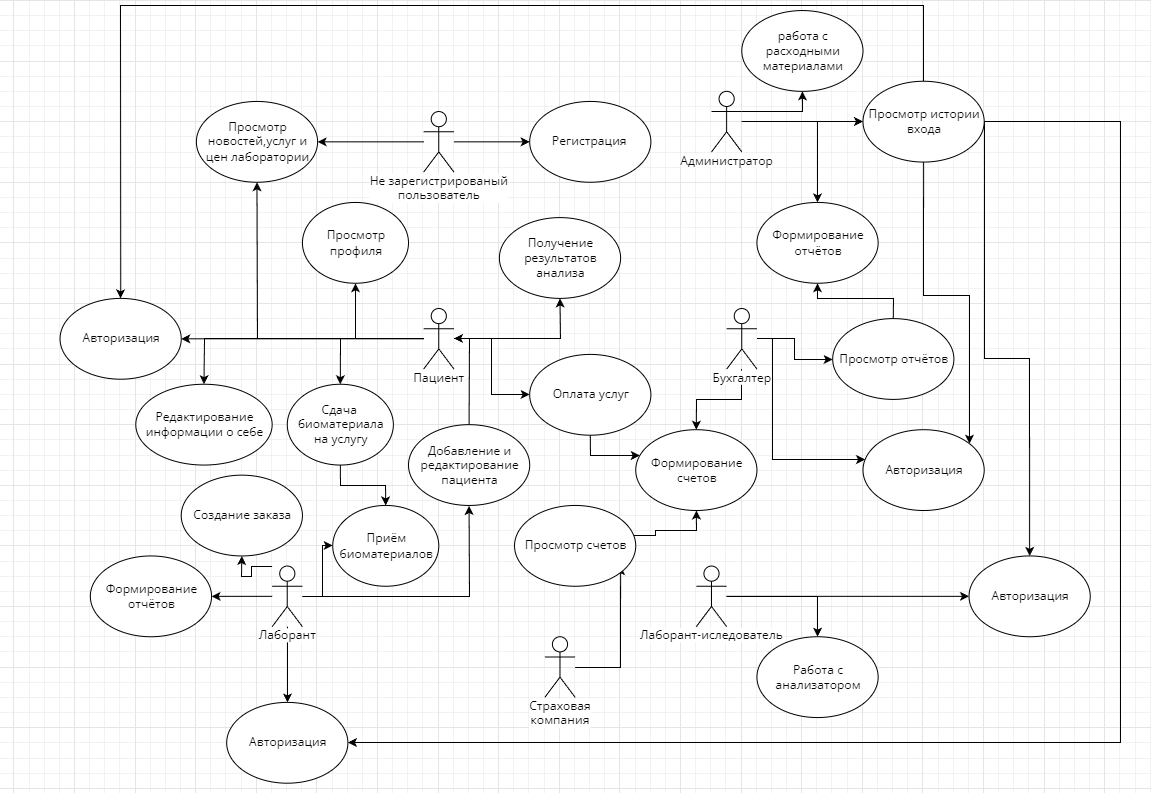 работа с
расходными
материалами
Просмотр истории
входа
Администратор
Просмотр
новостей,услуг и
цен лаборатории
Регистрация
Не зарегистрированый
пользователь
Просмотр
профиля
Получение
результатов
анализа
Формирование
отчётов
Авторизация
Пациент
Бухгалтер
Просмотр отчётов
Редактирование
информации о себе
Сдача
биоматериала
на услугу
Оплата услуг
Добавление и
редактирование
пациента
Формирование
счетов
Авторизация
Создание заказа
Приём
биоматериалов
Просмотр счетов
Формирование
отчётов
Лаборант
Лаборант-иследователь
Авторизация
Работа с
анализатором
Страховая
компания
Авторизация